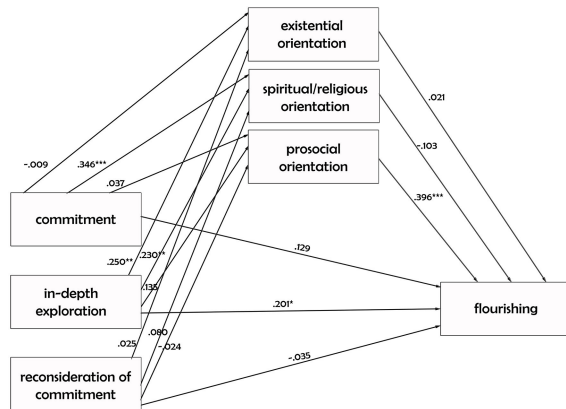 existential
orientation
spiritual/religious
orientation
.021
prosocial
orientation
-.103
-.009
.346***
.037
.396***
commitment
.129
.250**
.230**
in-depth
exploration
.135
.201*
flourishing
.025
.080
-.024
-.035
reconsideration of
commitment